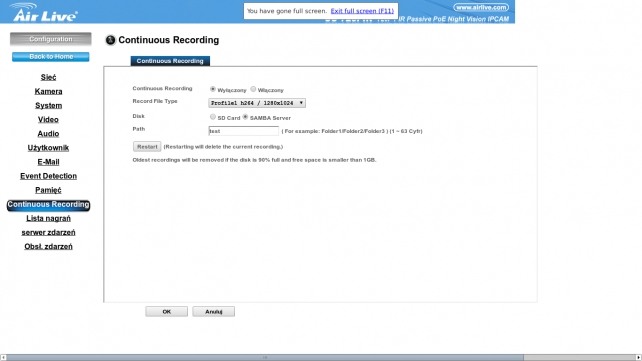 Air Live
www.airlive.com
You have gone full screen. Exit full screen (F11)
PIR Passive PoE Night Vision IPCAM
Configuration
Back to Home
Sieć
Kamera
System
Video
Audio
Użytkownik
E-Mail
Event Detection
Pamięć
Continuous Recording
Lista nagrań
serwer zdarzeń
Obsł. zdarzeń
Continuous Recording
Continuous Recording
Continuous Recording Wyłączony Włączony
Record File Type Profile1 h264 / 1280x1024
Disk SD Card SAMBA Server
Path test ( For example: Folder1/Folder2/Folder3 ) (1 ~ 63 Cyfr)
Restart (Restarting will delete the current recording.)
Oldest recordings will be removed if the disk is 90% full and free space is smaller than 1GB.
OK Anuluj